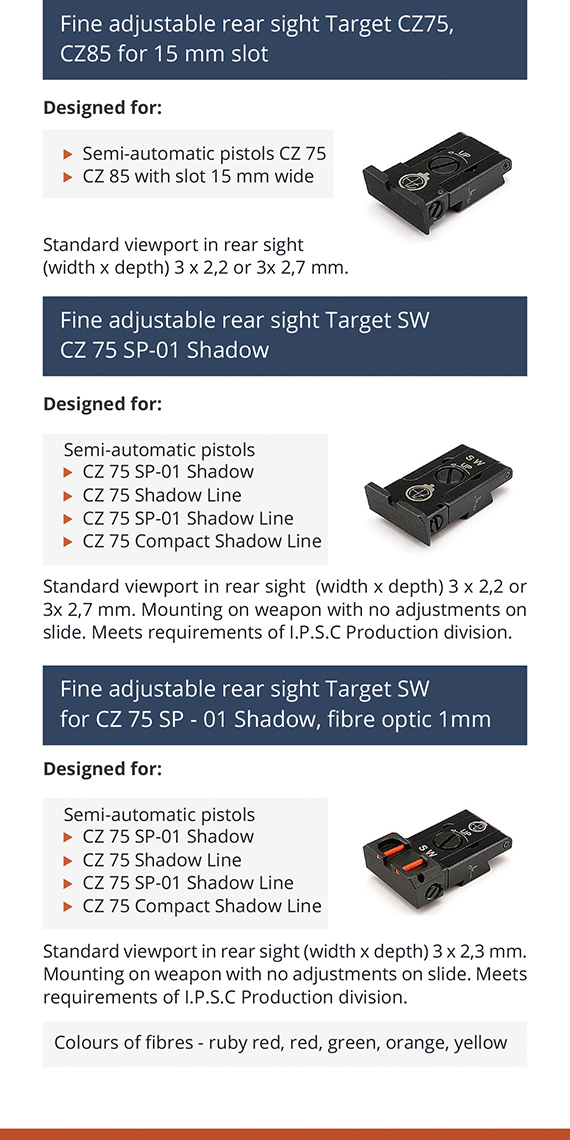 Fine adjustable rear sight Target CZ75,
CZ85 for 15 mm slot
Designed for:
Semi-automatic pistols CZ 75
CZ 85 with slot 15 mm wide
UP
Standard viewport in rear sight
(width x depth) 3 x 2,2 or 3x 2,7 mm.
Fine adjustable rear sight Target SW
CZ 75 SP-01 Shadow
Designed for:
Semi-automatic pistols
CZ 75 SP-01 Shadow
CZ 75 Shadow Line
CZ 75 SP-01 Shadow Line
CZ 75 Compact Shadow Line
SW
UP
Standard viewport in rear sight (width x depth) 3 x 2,2 or
3x 2,7 mm. Mounting on weapon with no adjustments on
slide. Meets requirements of I.P.S.C Production division.
Fine adjustable rear sight Target SW
for CZ 75 SP - 01 Shadow, fibre optic 1mm
Designed for:
Semi-automatic pistols
CZ 75 SP-01 Shadow
CZ 75 Shadow Line
CZ 75 SP-01 Shadow Line
CZ 75 Compact Shadow Line
UP
SW
Standard viewport in rear sight (width x depth) 3 x 2,3 mm.
Mounting on weapon with no adjustments on slide. Meets
requirements of I.P.S.C Production division.
Colours of fibres - ruby red, red, green, orange, yellow